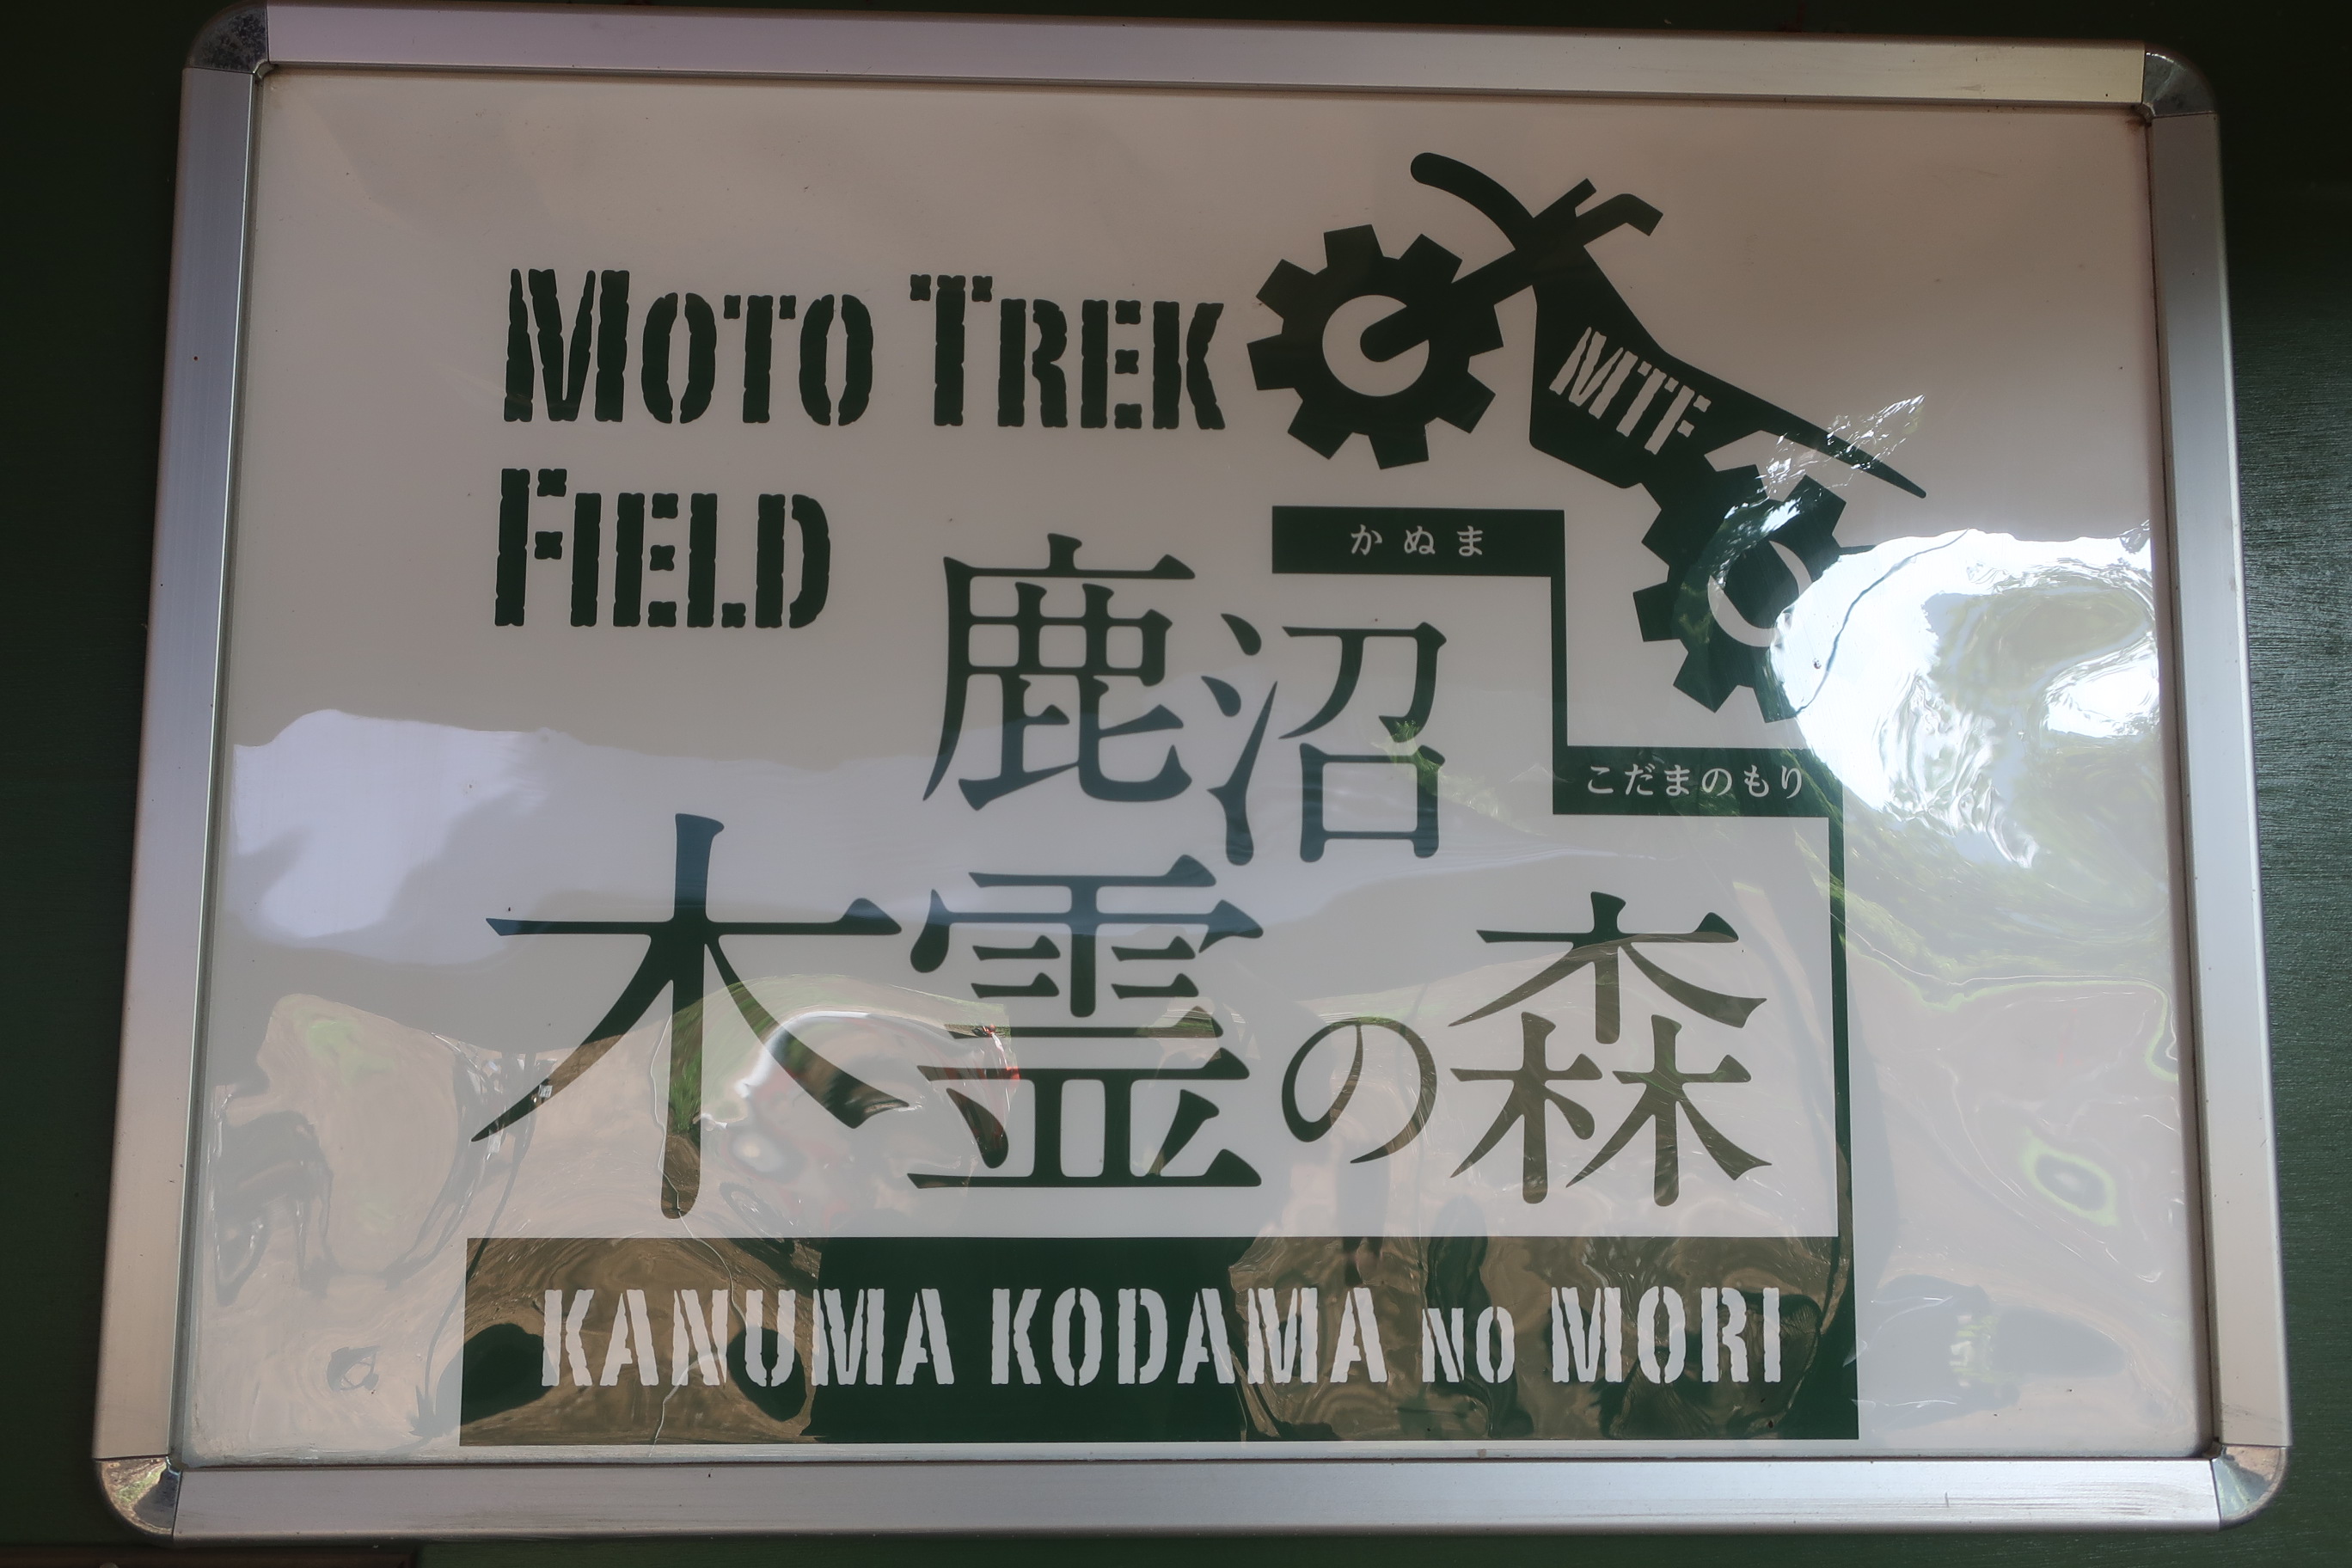 MOTO TREK
FIELD
MTF
かぬま
鹿沼
こだまのもり
木霊の森
KANUMA KODAMA NO MORI